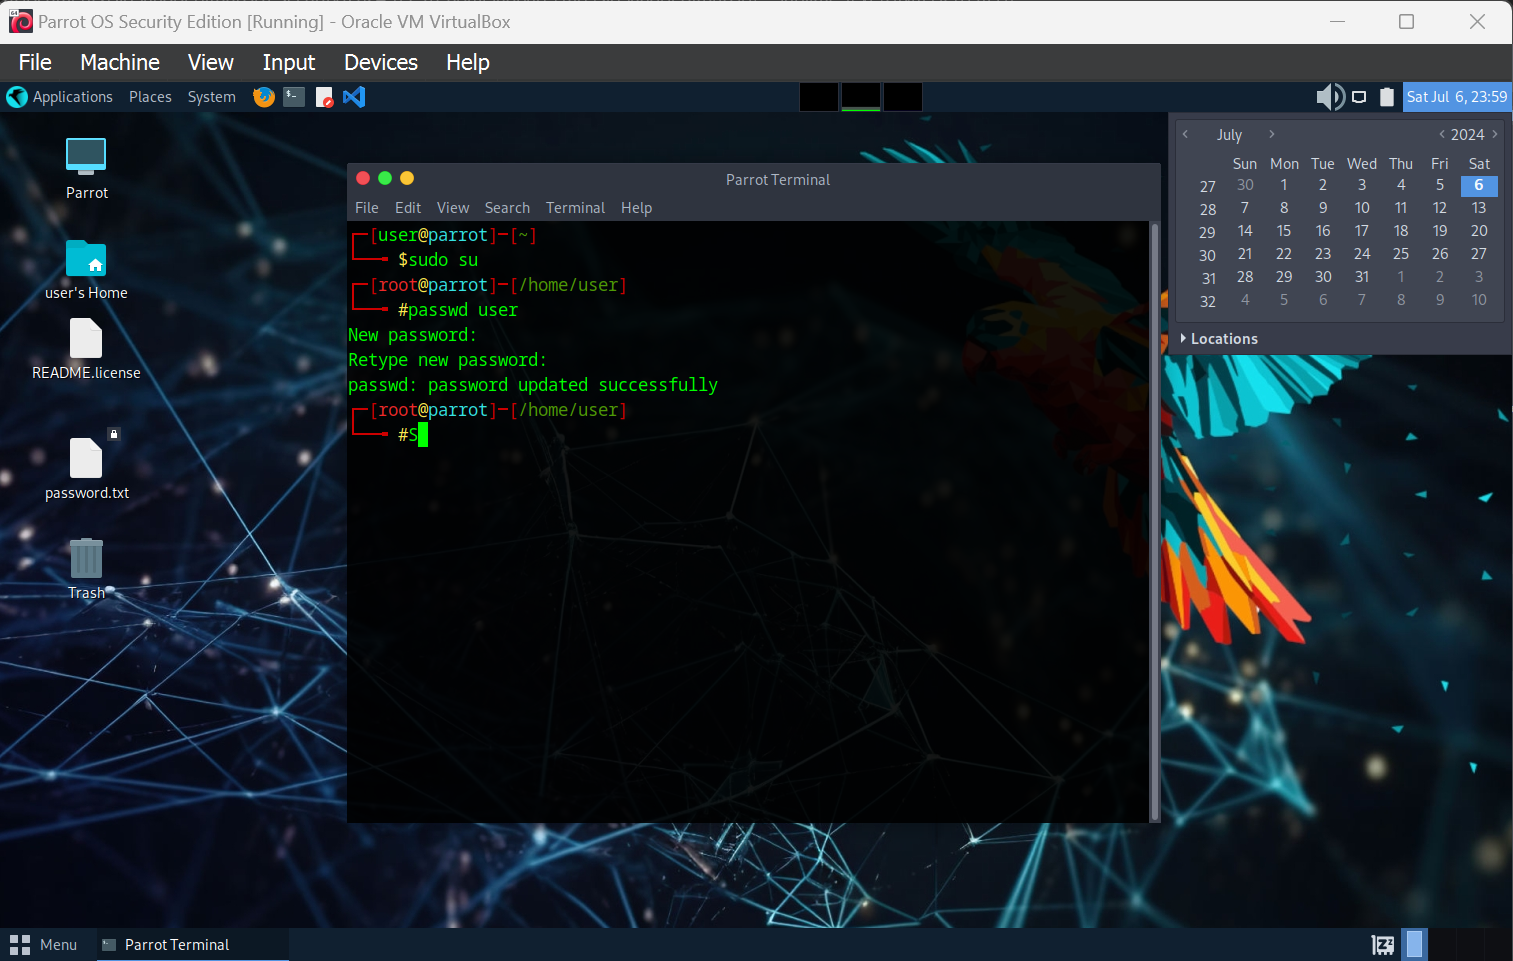 Parrot OS Security Edition [Running] - Oracle VM VirtualBox
File Machine View Input Devices Help
Applications Places System Sat Jul 6, 23:59
Parrot
user's Home
README.license
password.txt
Trash
Parrot Terminal
File Edit View Search Terminal Help
[user@parrot]-[~]
$sudo su
[root@parrot]-[/home/user]
#passwd user
New password:
Retype new password:
passwd: password updated successfully
[root@parrot]-[/home/user]
#S
July 2024
Sun Mon Tue Wed Thu Fri Sat
27 30 1 2 3 4 5 6
28 7 8 9 10 11 12 13
29 14 15 16 17 18 19 20
30 21 22 23 24 25 26 27
31 28 29 30 31 1 2 3
32 4 5 6 7 8 9 10
Locations
Menu Parrot Terminal